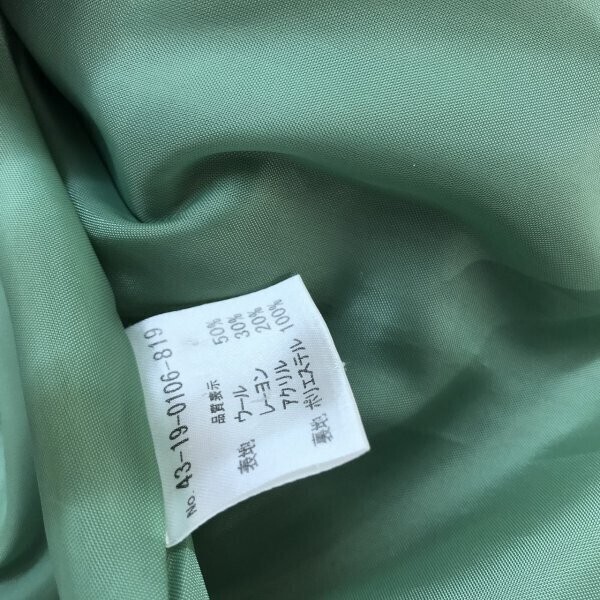 No. 43-19-0106-819
品質表示
表地: ウール 50%
レーヨン 30%
アクリル 20%
裏地: ポリエステル 100%